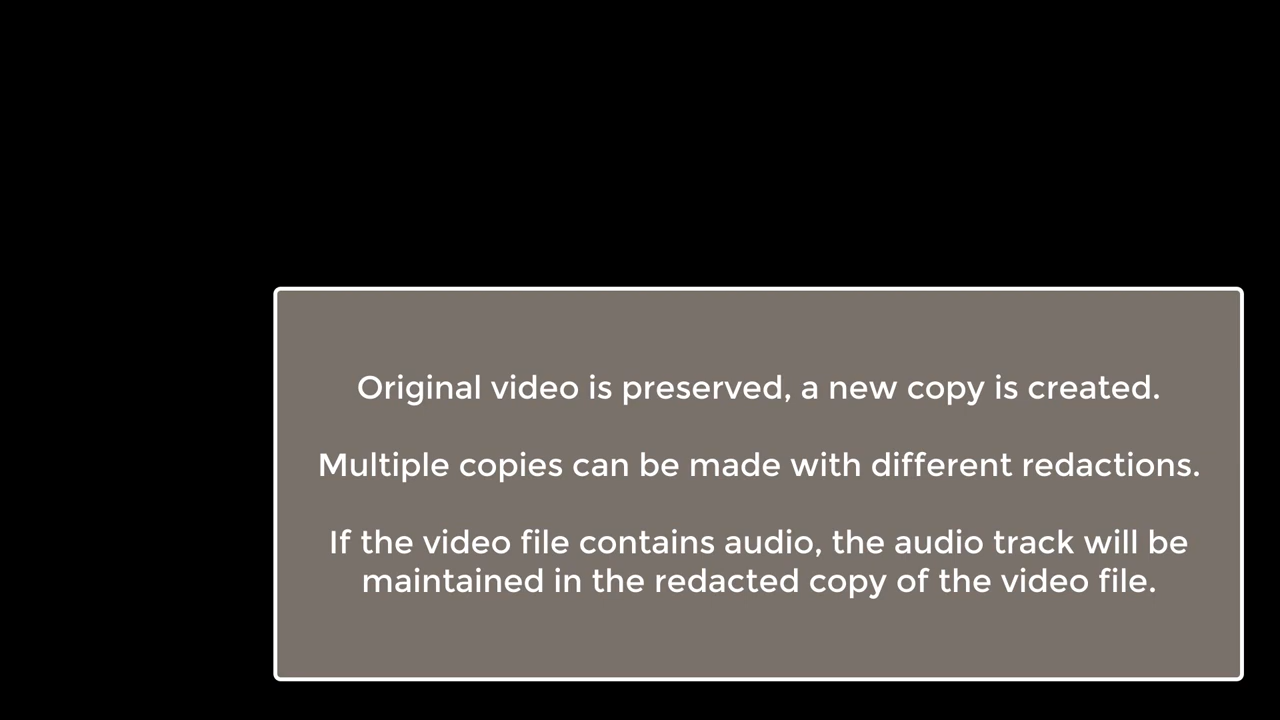 Original video is preserved, a new copy is created.
Multiple copies can be made with different redactions.
If the video file contains audio, the audio track will be
maintained in the redacted copy of the video file.